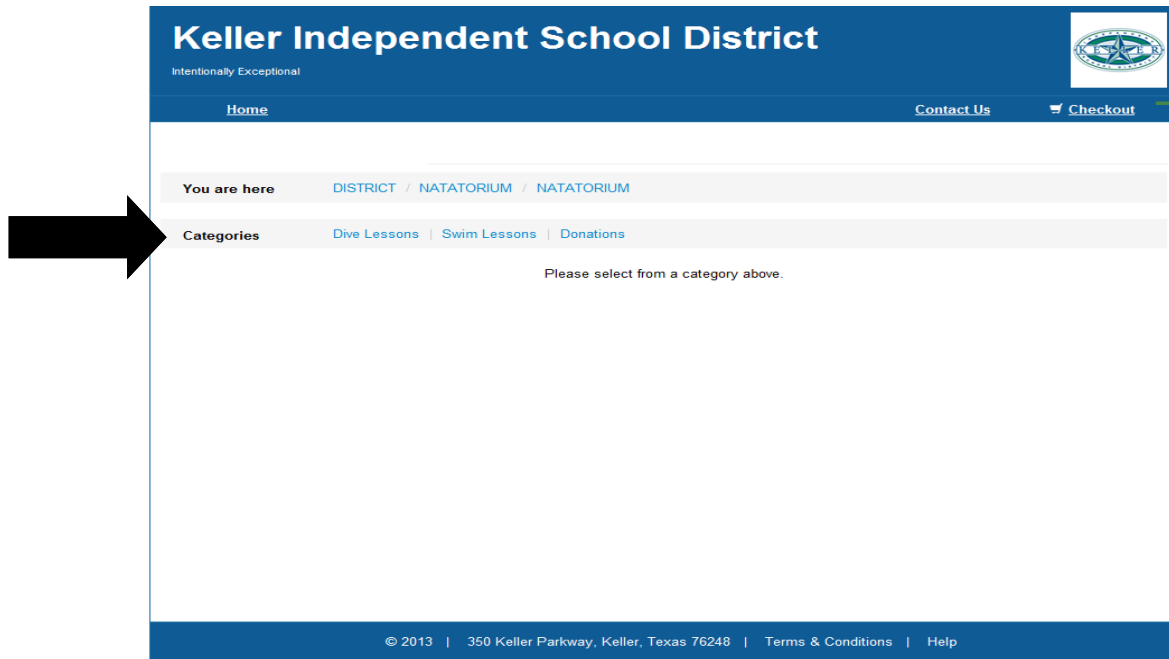 Keller Independent School District
Intentionally Exceptional
KELLER
Home Contact Us Checkout
You are here DISTRICT / NATATORIUM / NATATORIUM
Categories Dive Lessons | Swim Lessons | Donations
Please select from a category above.
© 2013 | 350 Keller Parkway, Keller, Texas 76248 | Terms & Conditions | Help